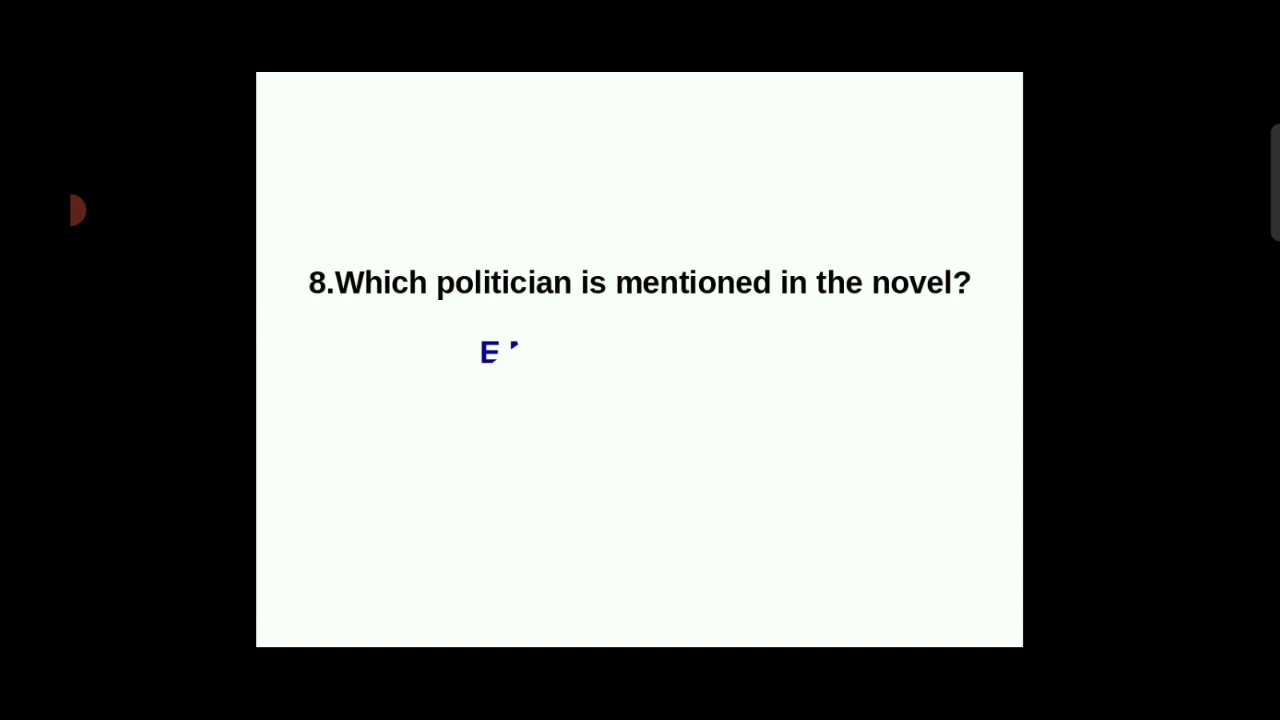 8.Which politician is mentioned in the novel?